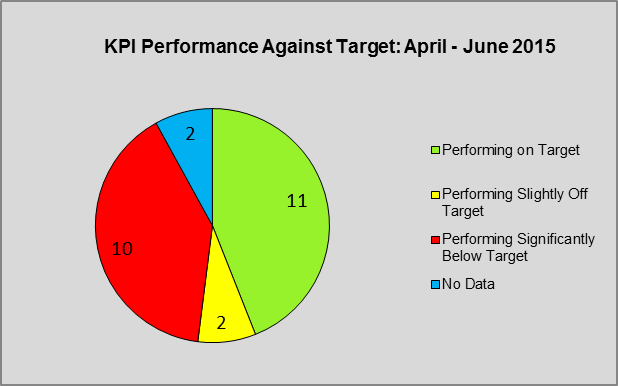 KPI Performance Against Target: April - June 2015
2
11
10
2
Performing on Target
Performing Slightly Off
Target
Performing Significantly
Below Target
No Data